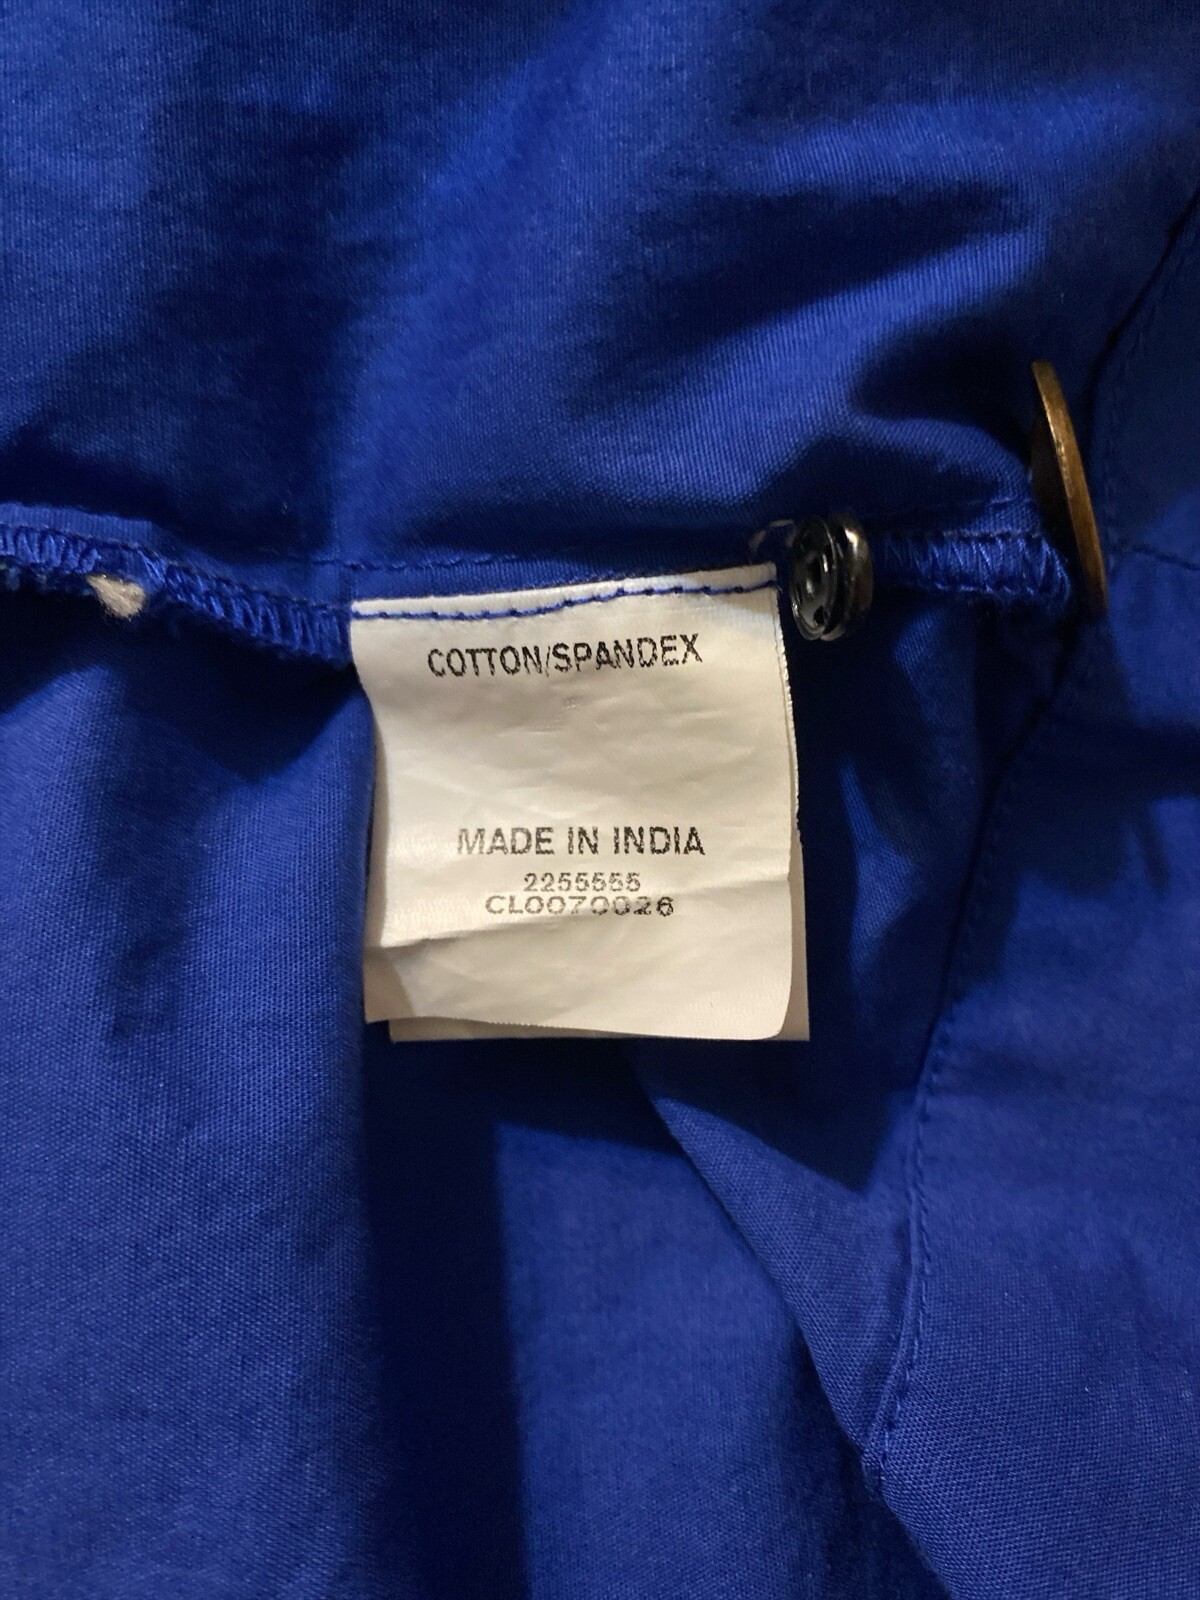 COTTON/SPANDEX
MADE IN INDIA
2255555
CL0070026